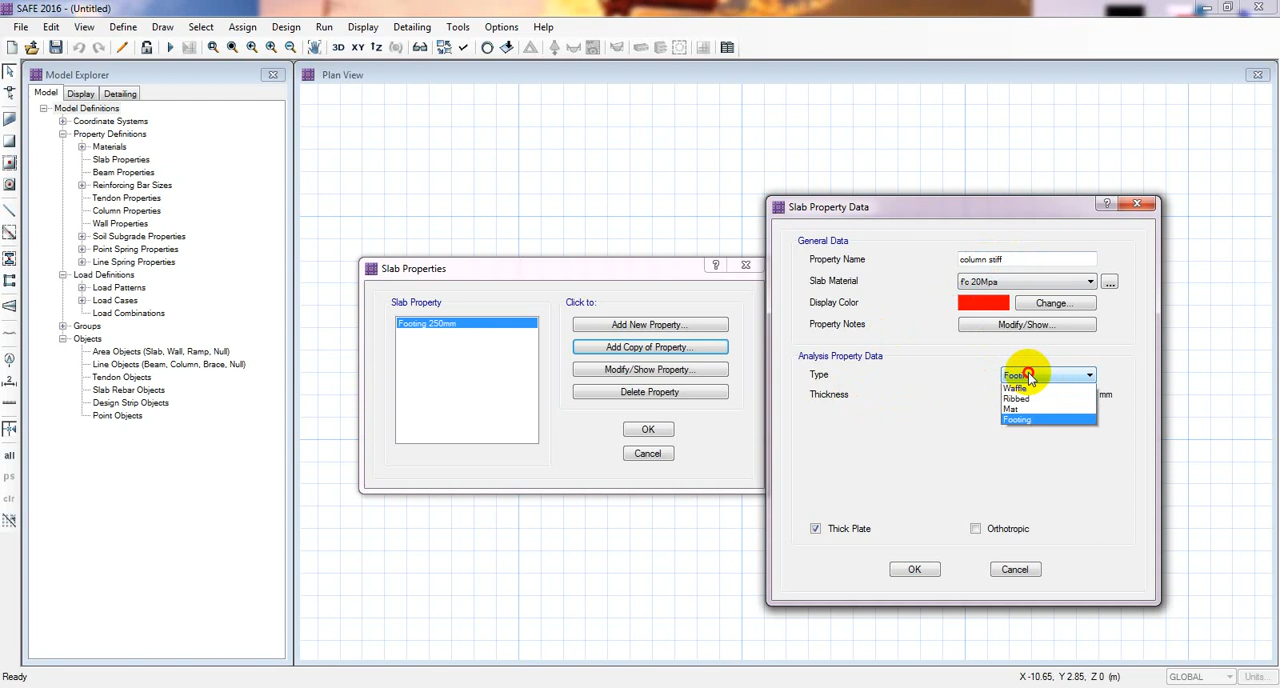 SAFE 2016 - (Untitled)
File Edit View Define Draw Select Assign Design Run Display Detailing Tools Options Help
3D XY
Model Explorer
Model Display Detailing
Model Definitions
Coordinate Systems
Property Definitions
Materials
Slab Properties
Beam Properties
Reinforcing Bar Sizes
Tendon Properties
Column Properties
Wall Properties
Soil Subgrade Properties
Point Spring Properties
Line Spring Properties
Load Definitions
Load Patterns
Load Cases
Load Combinations
Groups
Objects
Area Objects (Slab, Wall, Ramp, Null)
Line Objects (Beam, Column, Brace, Null)
Tendon Objects
Slab Rebar Objects
Design Strip Objects
Point Objects
all
ps
clr
Plan View
Slab Properties
Slab Property
Footing 250mm
Click to:
Add New Property...
Add Copy of Property...
Modify/Show Property...
Delete Property
OK
Cancel
Slab Property Data
General Data
Property Name column stiff
Slab Material f'c 20Mpa ...
Display Color Change...
Property Notes Modify/Show...
Analysis Property Data
Type
Waffle
Ribbed
Mat
Footing
Thickness mm
Thick Plate Orthotropic
OK Cancel
Ready
X -10.65, Y 2.85, Z 0 (m) GLOBAL Units...